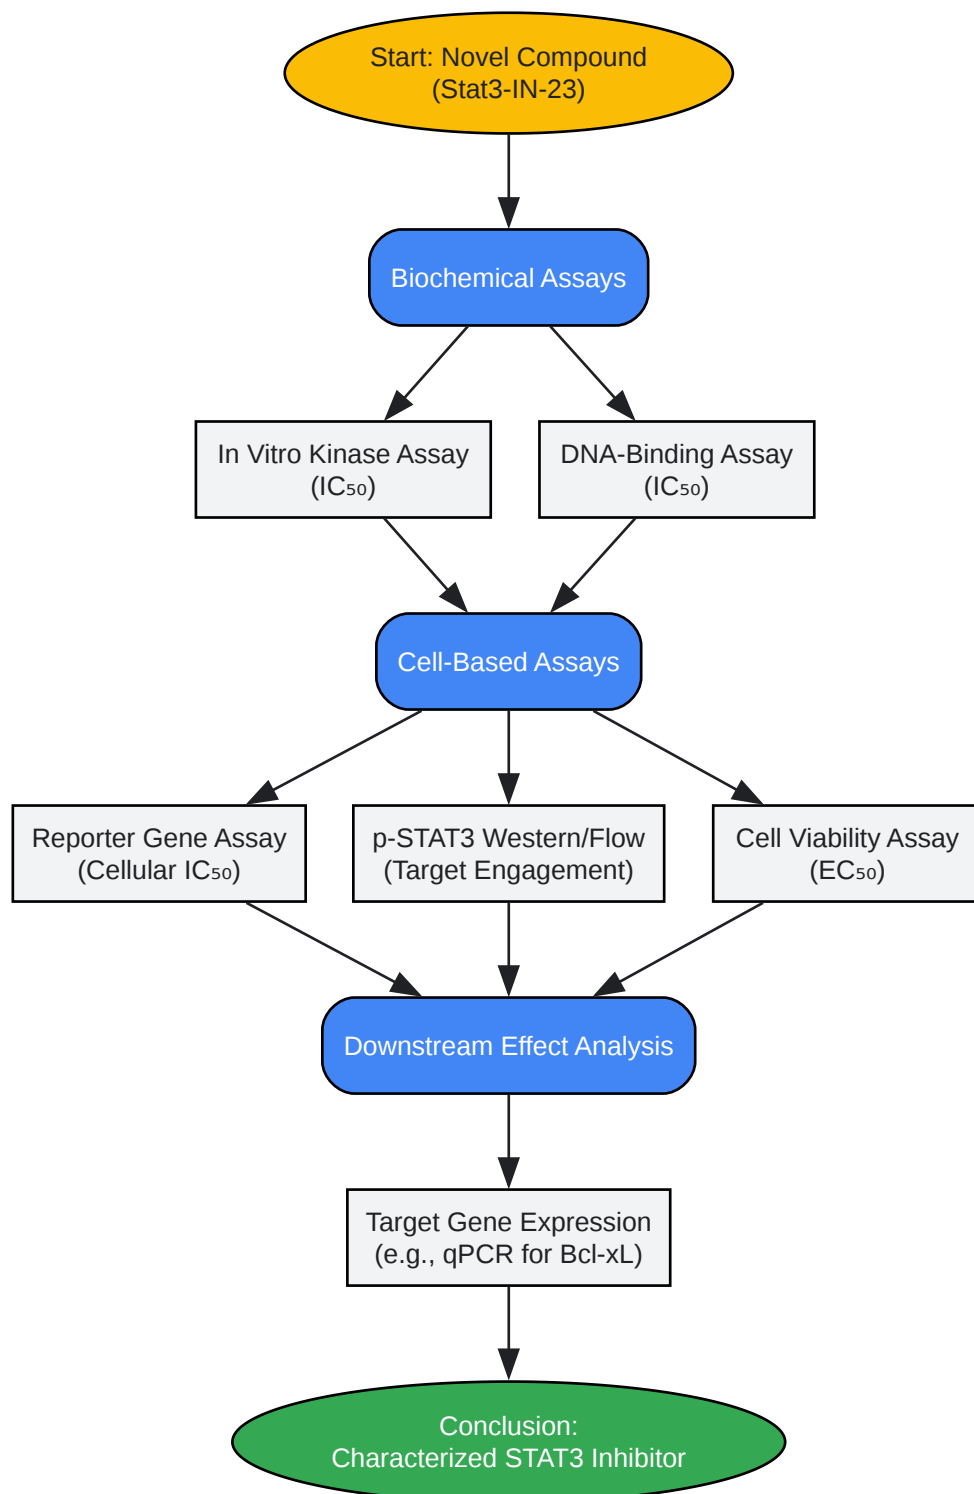 Start: Novel Compound
(Stat3-IN-23)
Biochemical Assays
In Vitro Kinase Assay
(IC₅₀)
DNA-Binding Assay
(IC₅₀)
Cell-Based Assays
Reporter Gene Assay
(Cellular IC₅₀)
p-STAT3 Western/Flow
(Target Engagement)
Cell Viability Assay
(EC₅₀)
Downstream Effect Analysis
Target Gene Expression
(e.g., qPCR for Bcl-xL)
Conclusion:
Characterized STAT3 Inhibitor